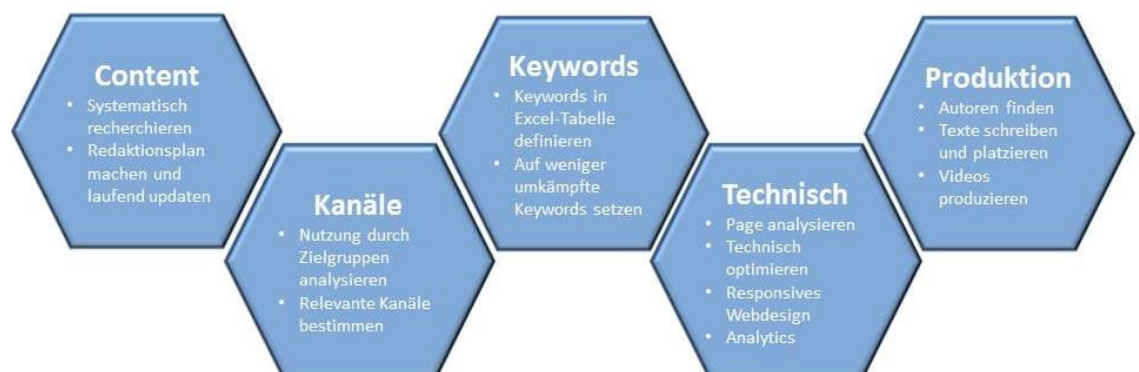 Content
• Systematisch
recherchieren
• Redaktionsplan
machen und
laufend updaten
Kanäle
• Nutzung durch
Zielgruppen
analysieren
• Relevante Kanäle
bestimmen
Keywords
• Keywords in
Excel-Tabelle
definieren
• Auf weniger
umkämpfte
Keywords setzen
Technisch
• Page analysieren
• Technisch
optimieren
• Responsives
Webdesign
• Analytics
Produktion
• Autoren finden
• Texte schreiben
und platzieren
• Videos
produzieren